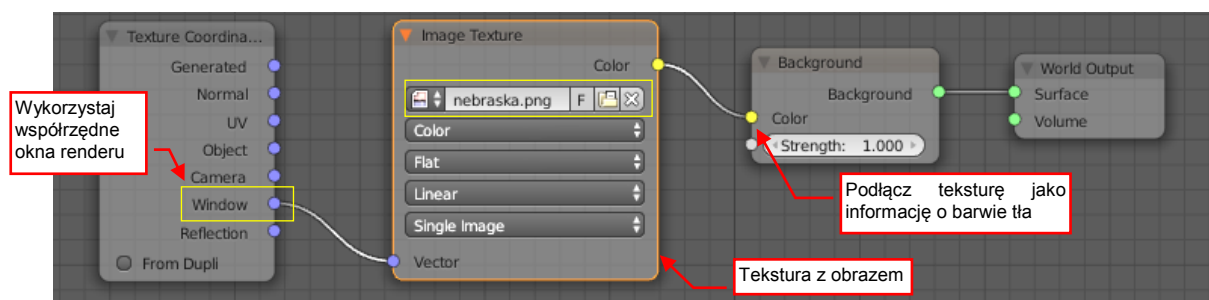 Texture Coordina...
Generated
Normal
UV
Object
Camera
Window
Reflection
From Dupli
Wykorzystaj
współrzędne
okna renderu
Image Texture
Color
nebraska.png F
Color
Flat
Linear
Single Image
Vector
Tekstura z obrazem
Background
Background
Color
Strength: 1.000
Podłącz teksturę jako
informację o barwie tła
World Output
Surface
Volume